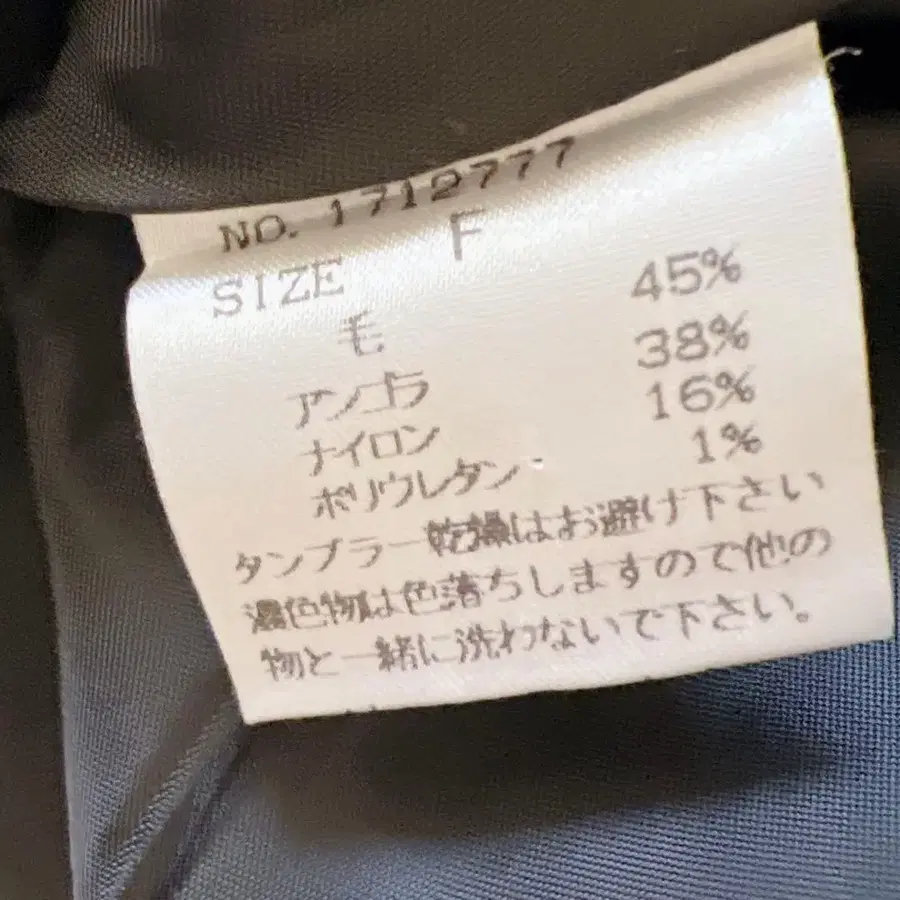 NO. 1712777
SIZE F
毛 45%
アンゴラ 38%
ナイロン 16%
ポリウレタン 1%
タンブラー乾燥はお避け下さい
濃色物は色落ちしますので他の
物と一緒に洗わないで下さい。